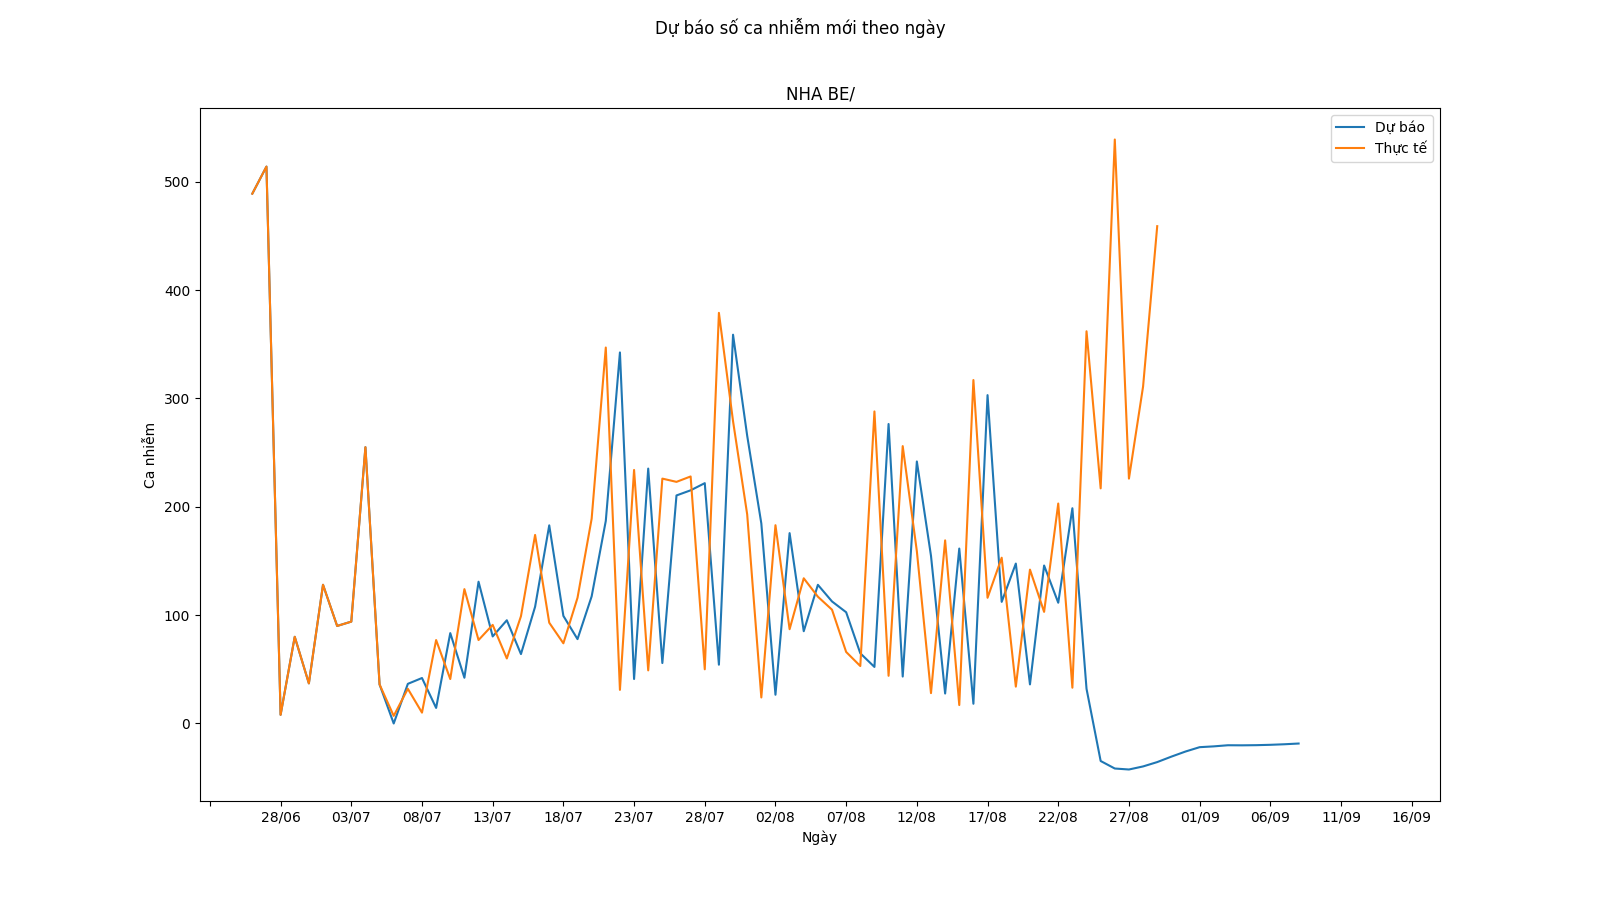 Dự báo số ca nhiễm mới theo ngày
NHA BE/
Dự báo
Thực tế
500
400
300
200
100
0
Ca nhiễm
28/06 03/07 08/07 13/07 18/07 23/07 28/07 02/08 07/08 12/08 17/08 22/08 27/08 01/09 06/09 11/09 16/09
Ngày